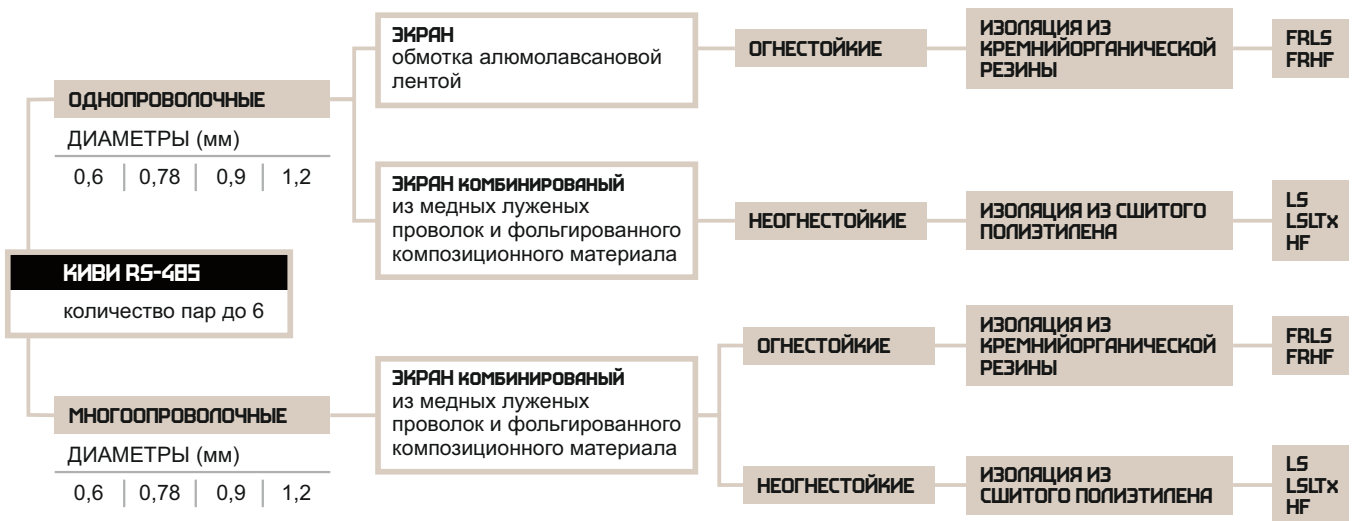 КИВИ RS-485
количество пар до 6
ОДНОПРОВОЛОЧНЫЕ
ДИАМЕТРЫ (мм)
0,6 0,78 0,9 1,2
ЭКРАН
обмотка алюмолавсановой
лентой
ОГНЕСТОЙКИЕ
ИЗОЛЯЦИЯ ИЗ
КРЕМНИЙОРГАНИЧЕСКОЙ
РЕЗИНЫ
FRLS
FRHF
ЭКРАН КОМБИНИРОВАНЫЙ
из медных луженых
проволок и фольгированного
композиционного материала
НЕОГНЕСТОЙКИЕ
ИЗОЛЯЦИЯ ИЗ СШИТОГО
ПОЛИЭТИЛЕНА
LS
LSLTx
HF
МНОГООПРОВОЛОЧНЫЕ
ДИАМЕТРЫ (мм)
0,6 0,78 0,9 1,2
ЭКРАН КОМБИНИРОВАНЫЙ
из медных луженых
проволок и фольгированного
композиционного материала
ОГНЕСТОЙКИЕ
ИЗОЛЯЦИЯ ИЗ
КРЕМНИЙОРГАНИЧЕСКОЙ
РЕЗИНЫ
FRLS
FRHF
НЕОГНЕСТОЙКИЕ
ИЗОЛЯЦИЯ ИЗ
СШИТОГО ПОЛИЭТИЛЕНА
LS
LSLTx
HF